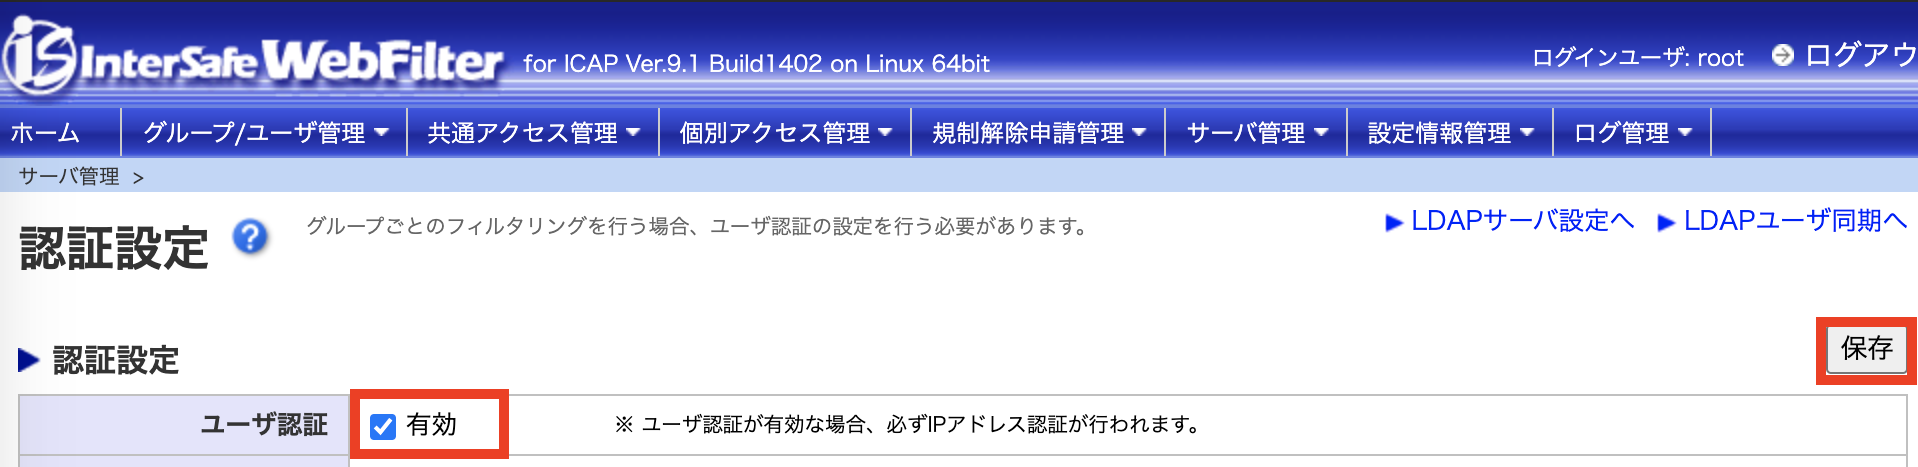 iS InterSafe WebFilter for ICAP Ver.9.1 Build1402 on Linux 64bit
ログインユーザ: root ログアウ
ホーム グループ/ユーザ管理 共通アクセス管理 個別アクセス管理 規制解除申請管理 サーバ管理 設定情報管理 ログ管理
サーバ管理 >
認証設定 ? グループごとのフィルタリングを行う場合、ユーザ認証の設定を行う必要があります。
LDAPサーバ設定へ LDAPユーザ同期へ
認証設定
保存
ユーザ認証 有効 ※ ユーザ認証が有効な場合、必ずIPアドレス認証が行われます。